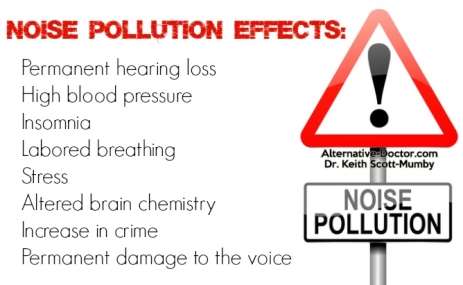 NOISE POLLUTION EFFECTS:
Permanent hearing loss
High blood pressure
Insomnia
Labored breathing
Stress
Altered brain chemistry
Increase in crime
Permanent damage to the voice
Alternative-Doctor.com
Dr. Keith Scott-Mumby
NOISE
POLLUTION